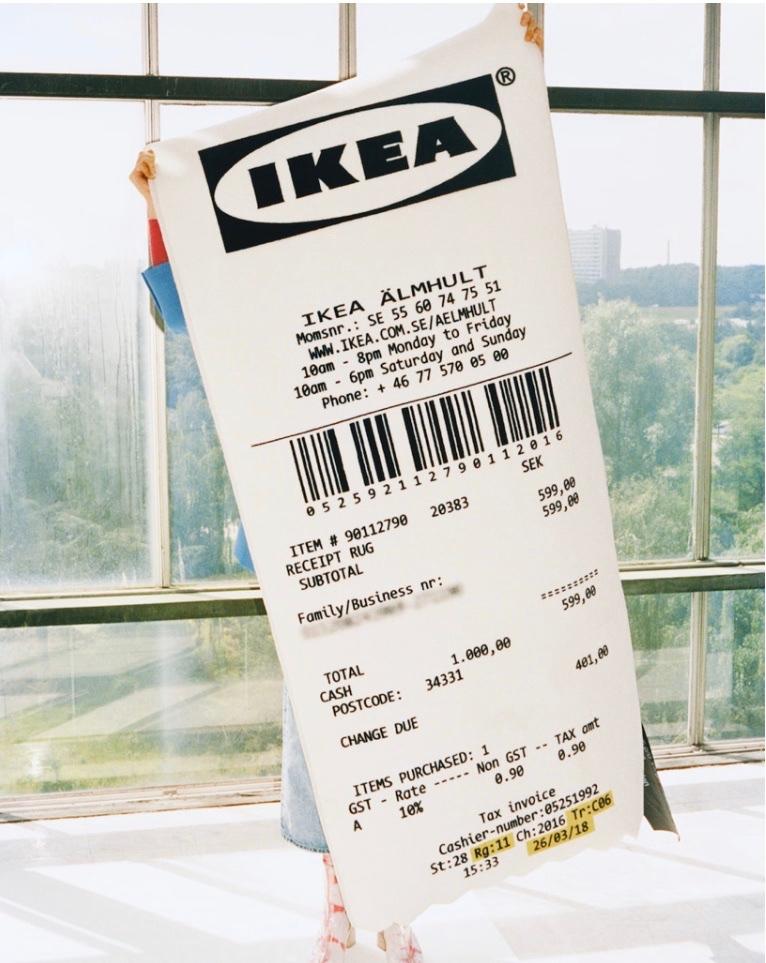 IKEA®
IKEA ÄLMHULT
Momsnr.: SE 55 60 74 75 51
WWW.IKEA.COM.SE/AELMHULT
10am - 8pm Monday to Friday
10am - 6pm Saturday and Sunday
Phone: + 46 77 570 05 00
0525921127901 12016
SEK
ITEM # 90112790 20383 599,00
RECEIPT RUG 599,00
SUBTOTAL
Family/Business nr:
==========
599,00
TOTAL 1.000,00
CASH
POSTCODE: 34331 401,00
CHANGE DUE
ITEMS PURCHASED: 1
GST - Rate ----- Non GST -- TAX amt
A 10% 0.90 0.90
Tax invoice
Cashier-number:05251992
St:28 Rg:11 Ch:2016 Tr:C06
15:33 26/03/18